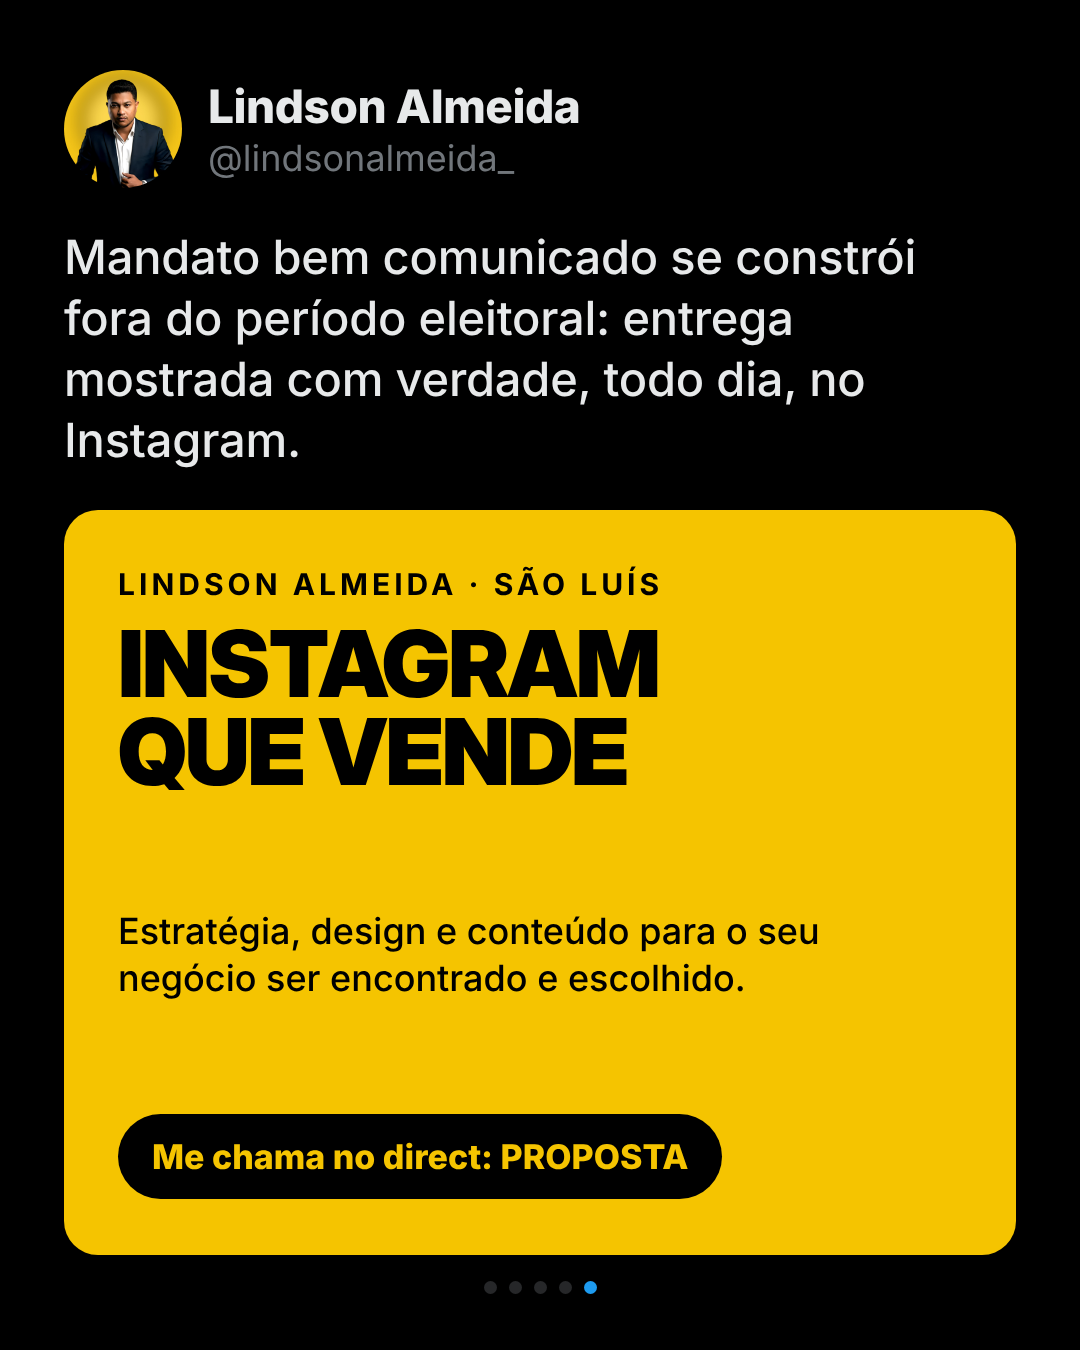 Lindson Almeida
@lindsonalmeida_
Mandato bem comunicado se constrói
fora do período eleitoral: entrega
mostrada com verdade, todo dia, no
Instagram.
LINDSON ALMEIDA · SÃO LUÍS
INSTAGRAM
QUE VENDE
Estratégia, design e conteúdo para o seu
negócio ser encontrado e escolhido.
Me chama no direct: PROPOSTA